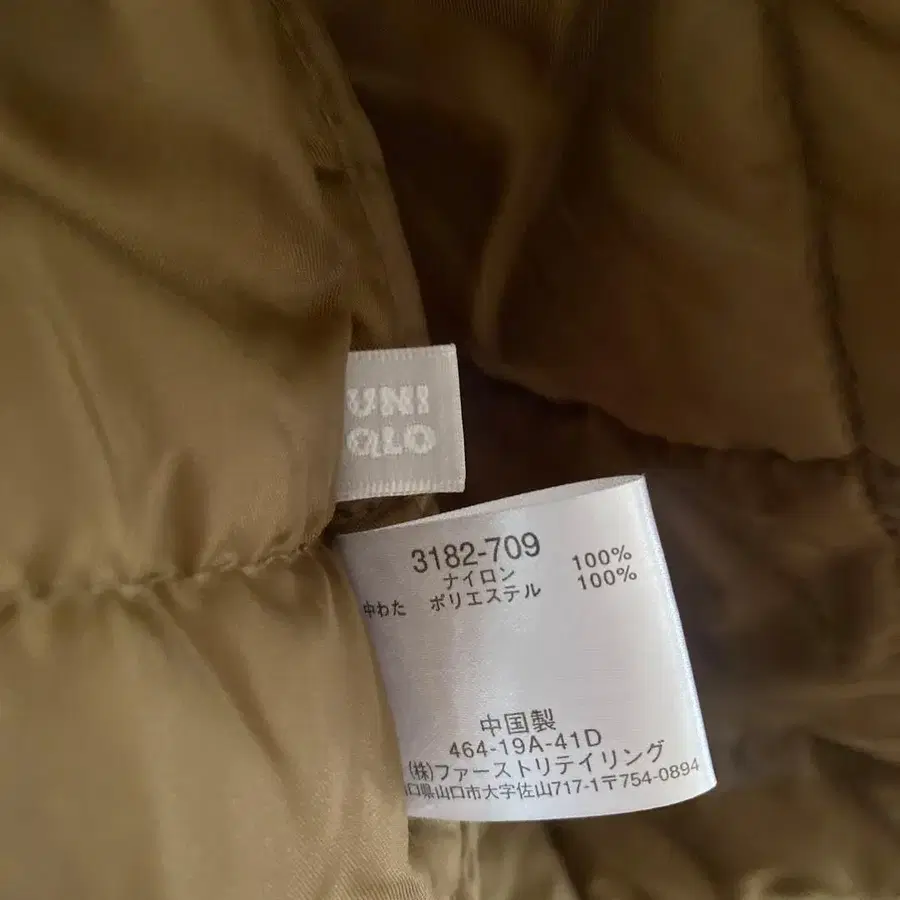 UNI
QLO
3182-709
ナイロン 100%
中わた ポリエステル 100%
中国製
464-19A-41D
(株)ファーストリテイリング
口県山口市大字佐山717-1〒754-0894